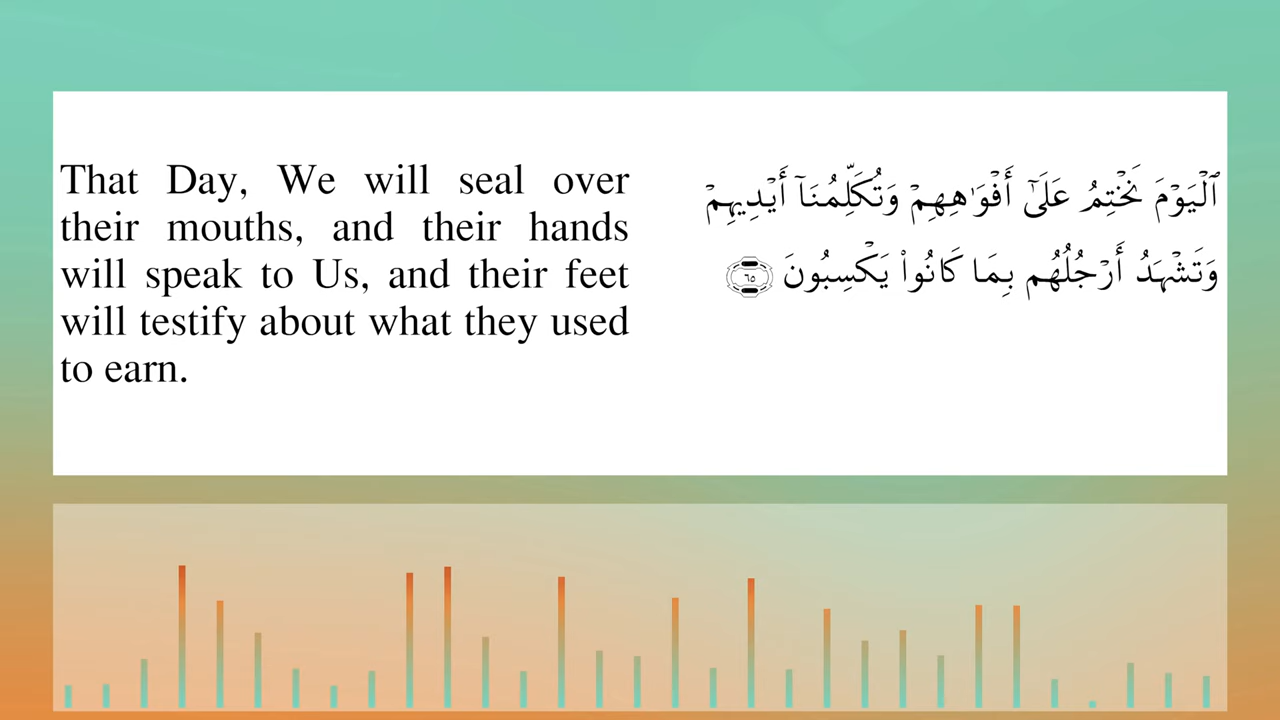 That Day, We will seal over
their mouths, and their hands
will speak to Us, and their feet
will testify about what they used
to earn.
ٱلۡيَوۡمَ نَخۡتِمُ عَلَىٰٓ أَفۡوَٰهِهِمۡ وَتُكَلِّمُنَآ أَيۡدِيهِمۡ
وَتَشۡهَدُ أَرۡجُلُهُم بِمَا كَانُواْ يَكۡسِبُونَ ٦٥